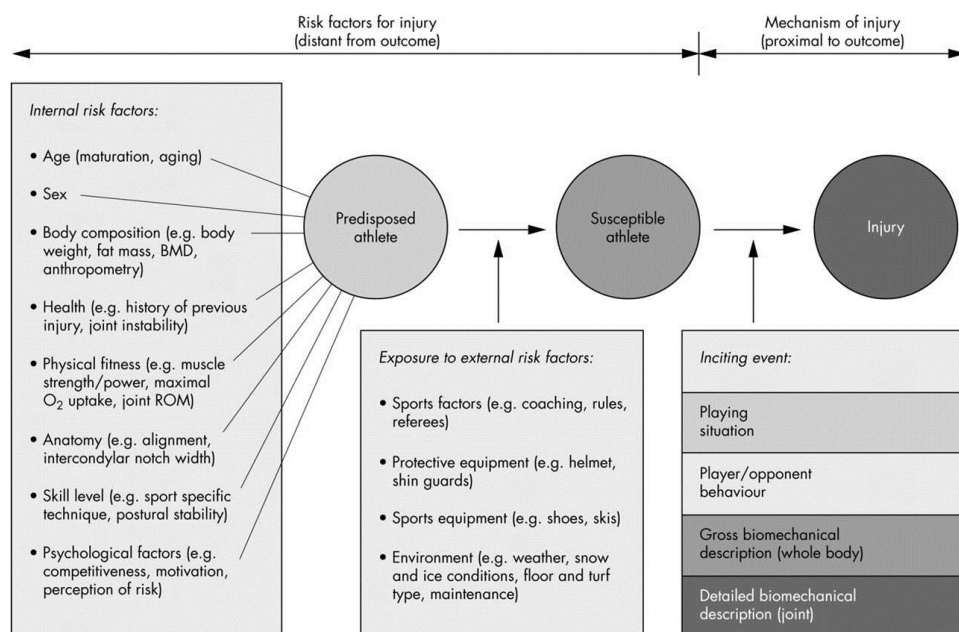 Risk factors for injury
(distant from outcome)
Mechanism of injury
(proximal to outcome)
Internal risk factors:
• Age (maturation, aging)
• Sex
• Body composition (e.g. body
weight, fat mass, BMD,
anthropometry)
• Health (e.g. history of previous
injury, joint instability)
• Physical fitness (e.g. muscle
strength/power, maximal
O₂ uptake, joint ROM)
• Anatomy (e.g. alignment,
intercondylar notch width)
• Skill level (e.g. sport specific
technique, postural stability)
• Psychological factors (e.g.
competitiveness, motivation,
perception of risk)
Predisposed
athlete
Susceptible
athlete
Injury
Exposure to external risk factors:
• Sports factors (e.g. coaching, rules,
referees)
• Protective equipment (e.g. helmet,
shin guards)
• Sports equipment (e.g. shoes, skis)
• Environment (e.g. weather, snow
and ice conditions, floor and turf
type, maintenance)
Inciting event:
Playing
situation
Player/opponent
behaviour
Gross biomechanical
description (whole body)
Detailed biomechanical
description (joint)